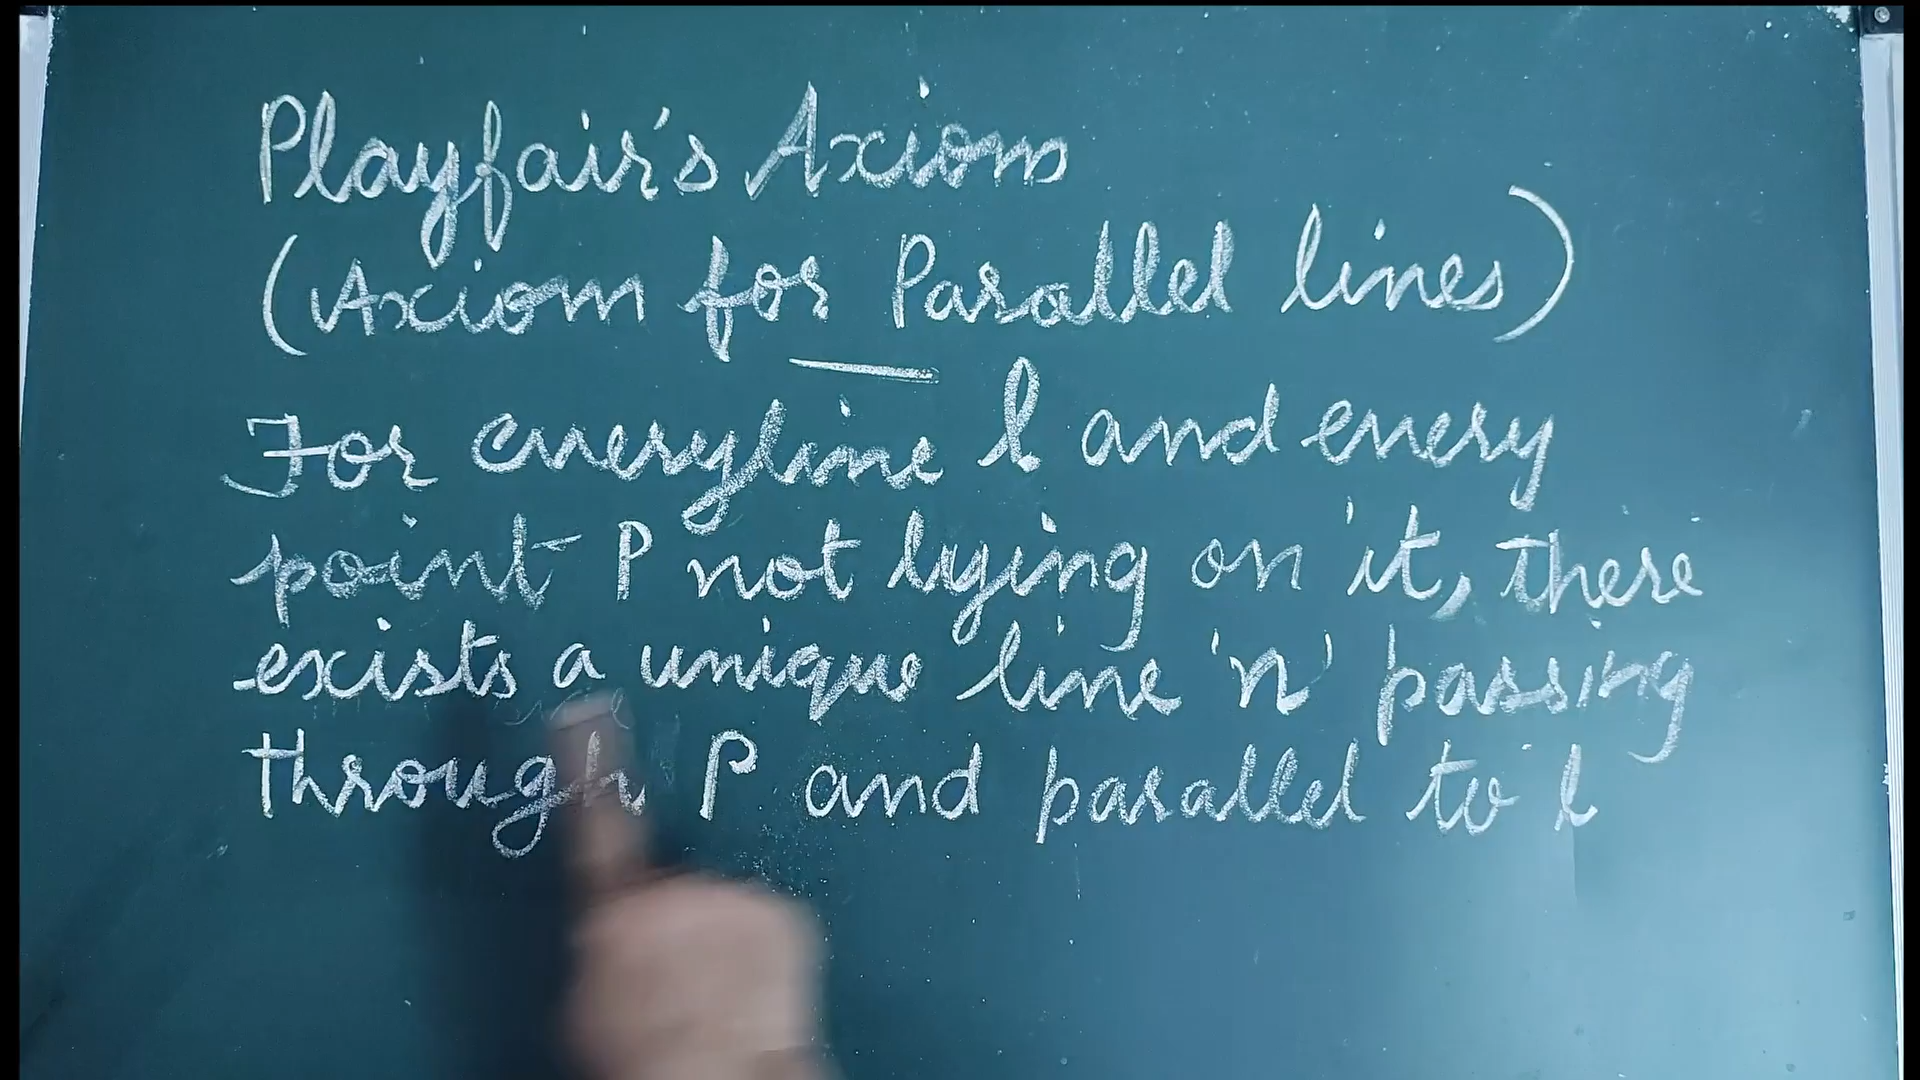 Playfair's Axiom
(Axiom for Parallel lines)
For everyline l and every
point P not lying on it, there
exists a unique line 'n' passing
through P and parallel to l